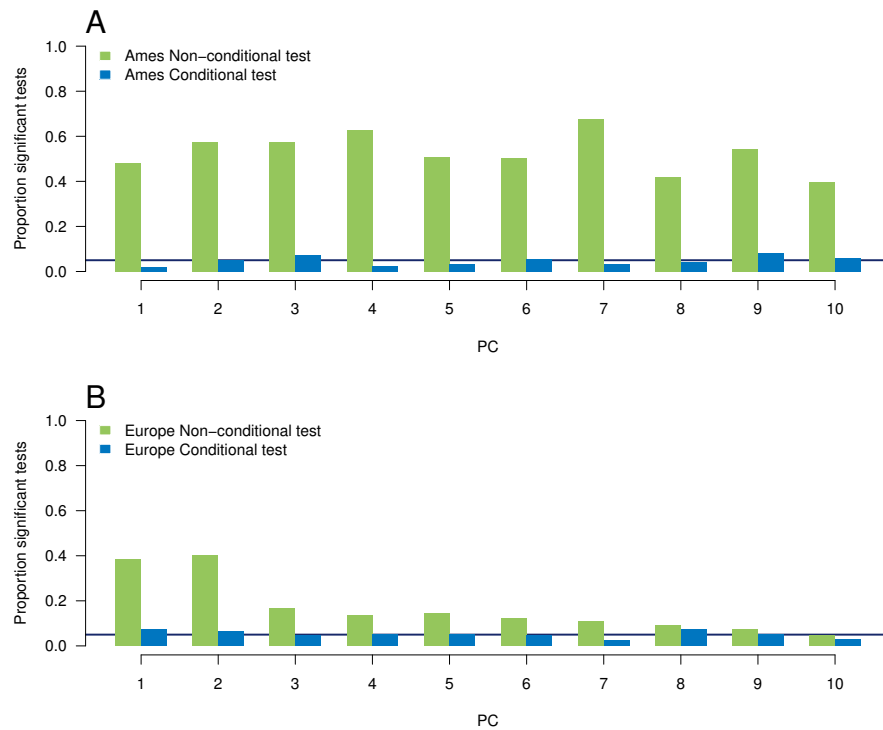 A
Ames Non−conditional test
Ames Conditional test
Proportion significant tests
1.0
0.8
0.6
0.4
0.2
0.0
1 2 3 4 5 6 7 8 9 10
PC
B
Europe Non−conditional test
Europe Conditional test
Proportion significant tests
1.0
0.8
0.6
0.4
0.2
0.0
1 2 3 4 5 6 7 8 9 10
PC